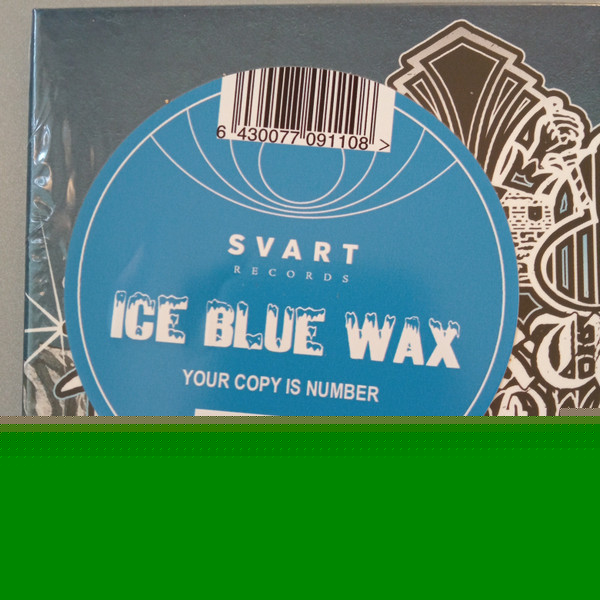 6 430077 091108 >
SVART
RECORDS
ICE BLUE WAX
YOUR COPY IS NUMBER